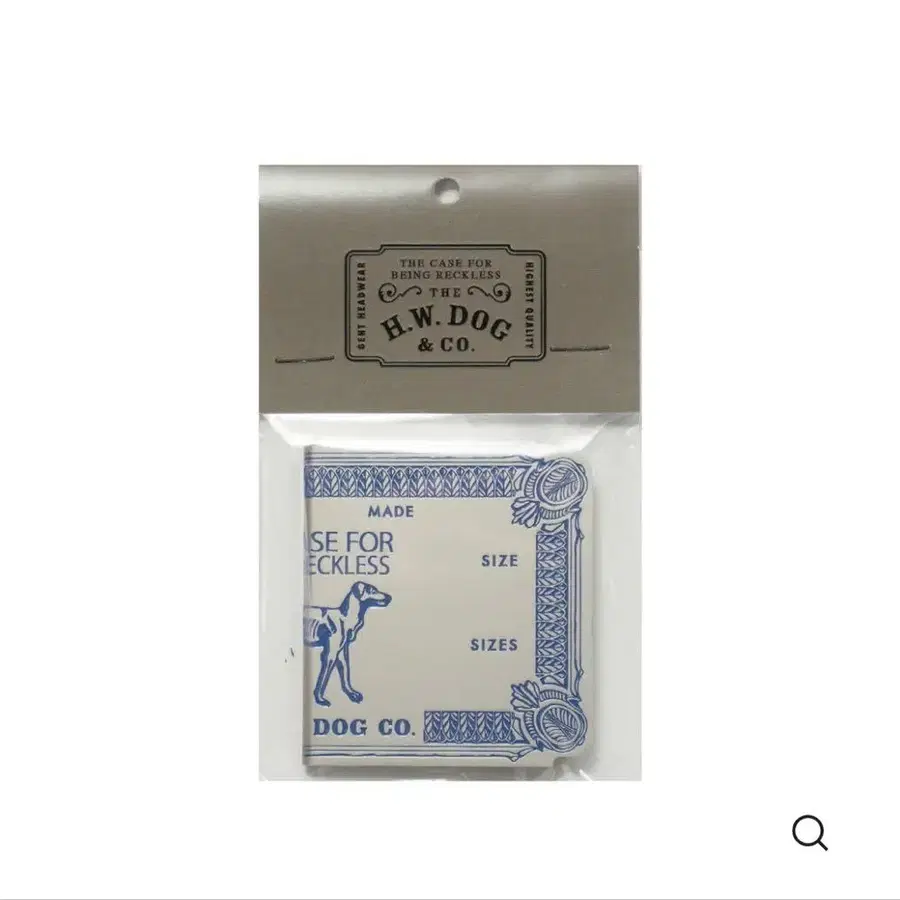 THE CASE FOR
BEING RECKLESS
THE
H.W. DOG
& CO.
GENT HEADWEAR
HIGHEST QUALITY
MADE
ASE FOR
ECKLESS
SIZE
SIZES
DOG CO.